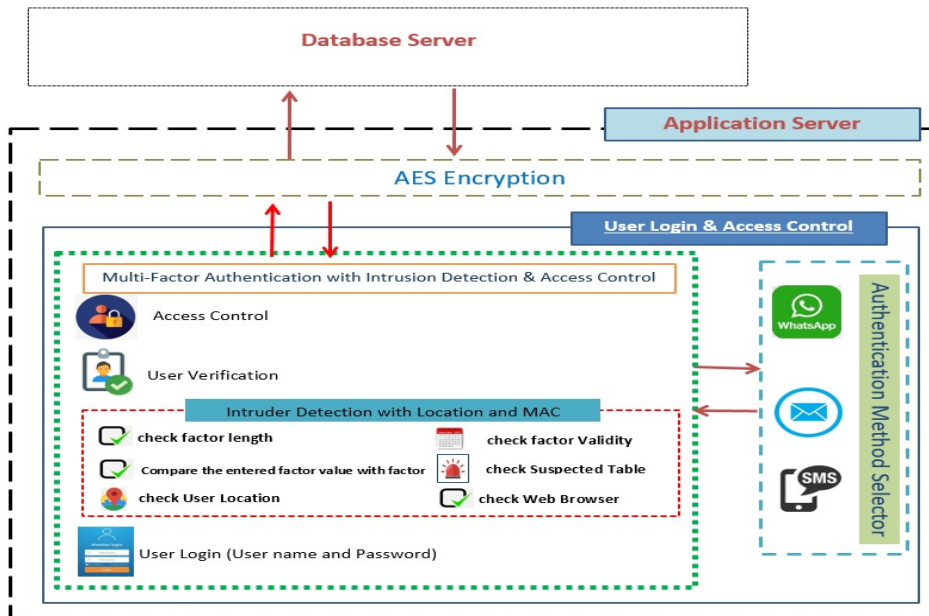 Database Server
Application Server
AES Encryption
User Login & Access Control
Multi-Factor Authentication with Intrusion Detection & Access Control
Access Control
User Verification
Intruder Detection with Location and MAC
check factor length
check factor Validity
Compare the entered factor value with factor
check Suspected Table
check User Location
check Web Browser
User Login (User name and Password)
WhatsApp
SMS
Authentication Method Selector